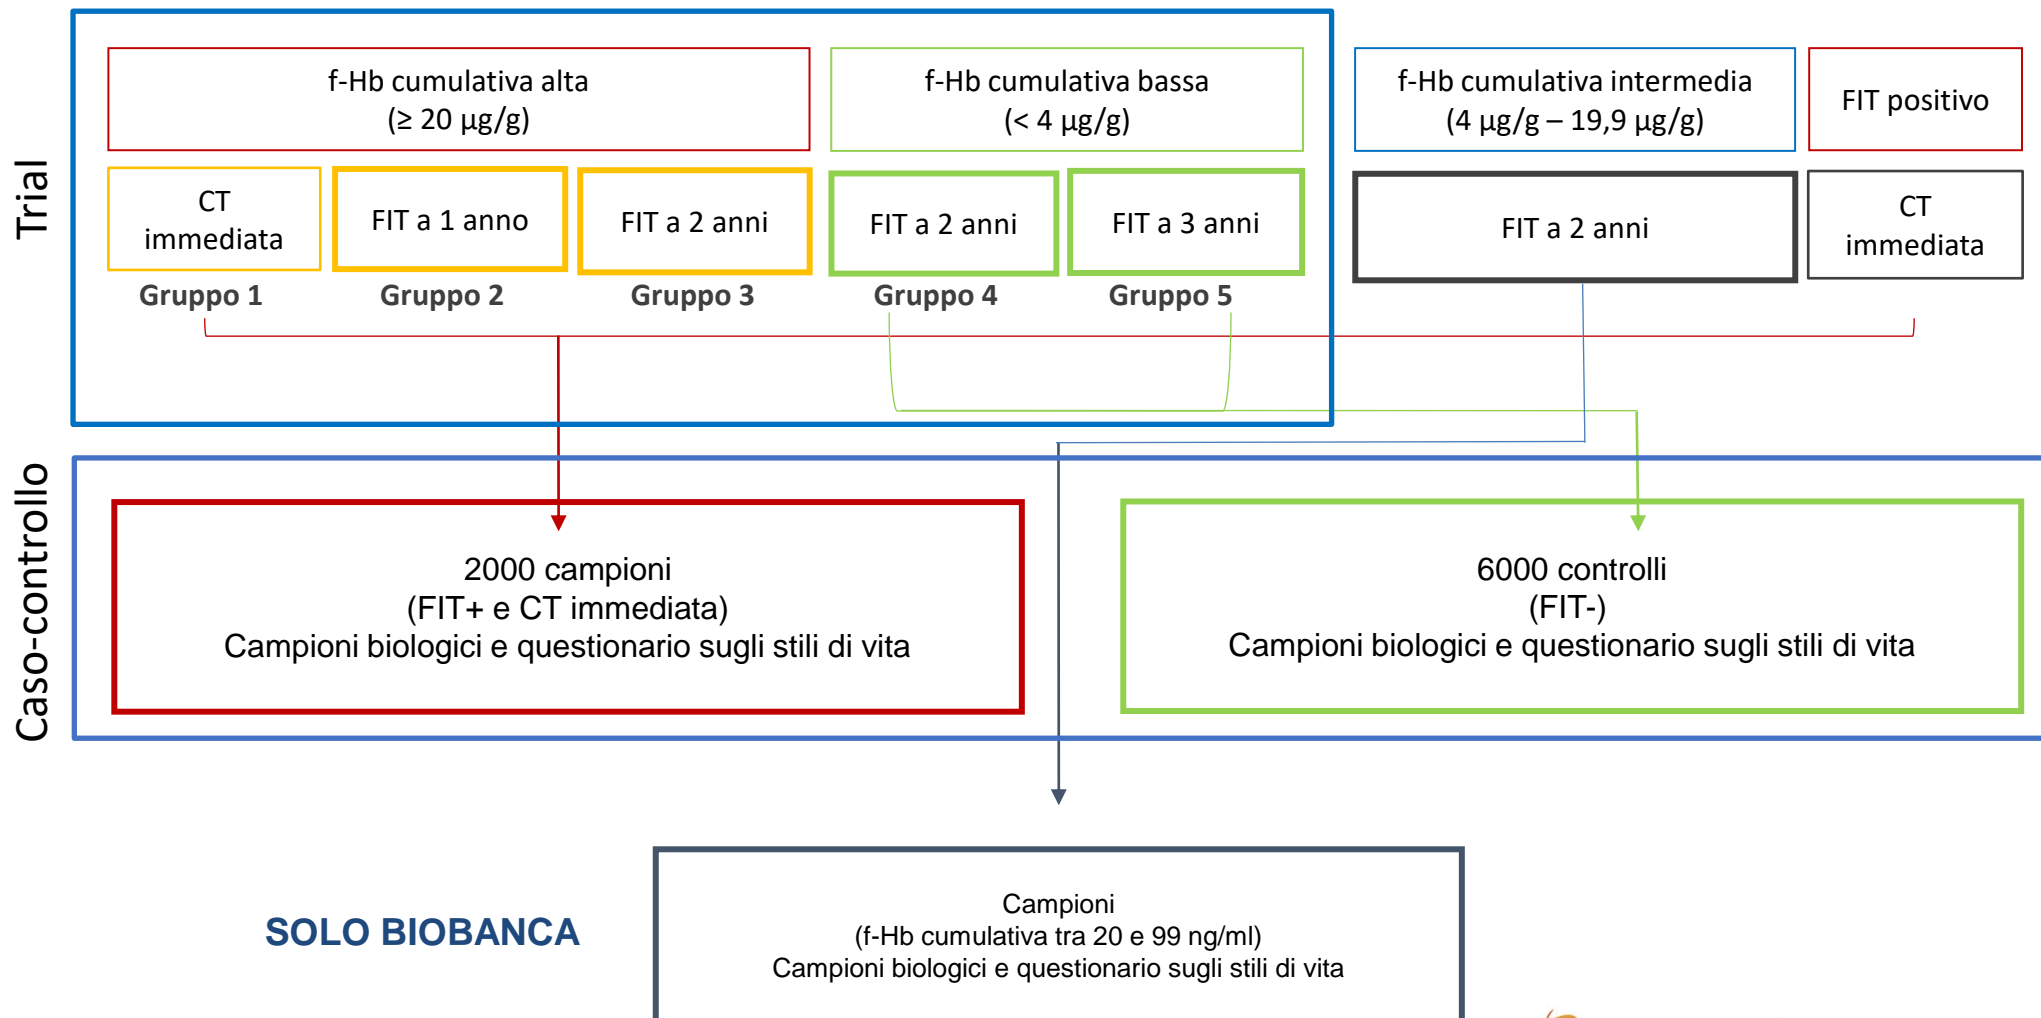 Trial
f-Hb cumulativa alta
(≥ 20 µg/g)
f-Hb cumulativa bassa
(< 4 µg/g)
f-Hb cumulativa intermedia
(4 µg/g – 19,9 µg/g)
FIT positivo
CT
immediata
FIT a 1 anno
FIT a 2 anni
FIT a 2 anni
FIT a 3 anni
FIT a 2 anni
CT
immediata
Gruppo 1
Gruppo 2
Gruppo 3
Gruppo 4
Gruppo 5
Caso-controllo
2000 campioni
(FIT+ e CT immediata)
Campioni biologici e questionario sugli stili di vita
6000 controlli
(FIT-)
Campioni biologici e questionario sugli stili di vita
SOLO BIOBANCA
Campioni
(f-Hb cumulativa tra 20 e 99 ng/ml)
Campioni biologici e questionario sugli stili di vita